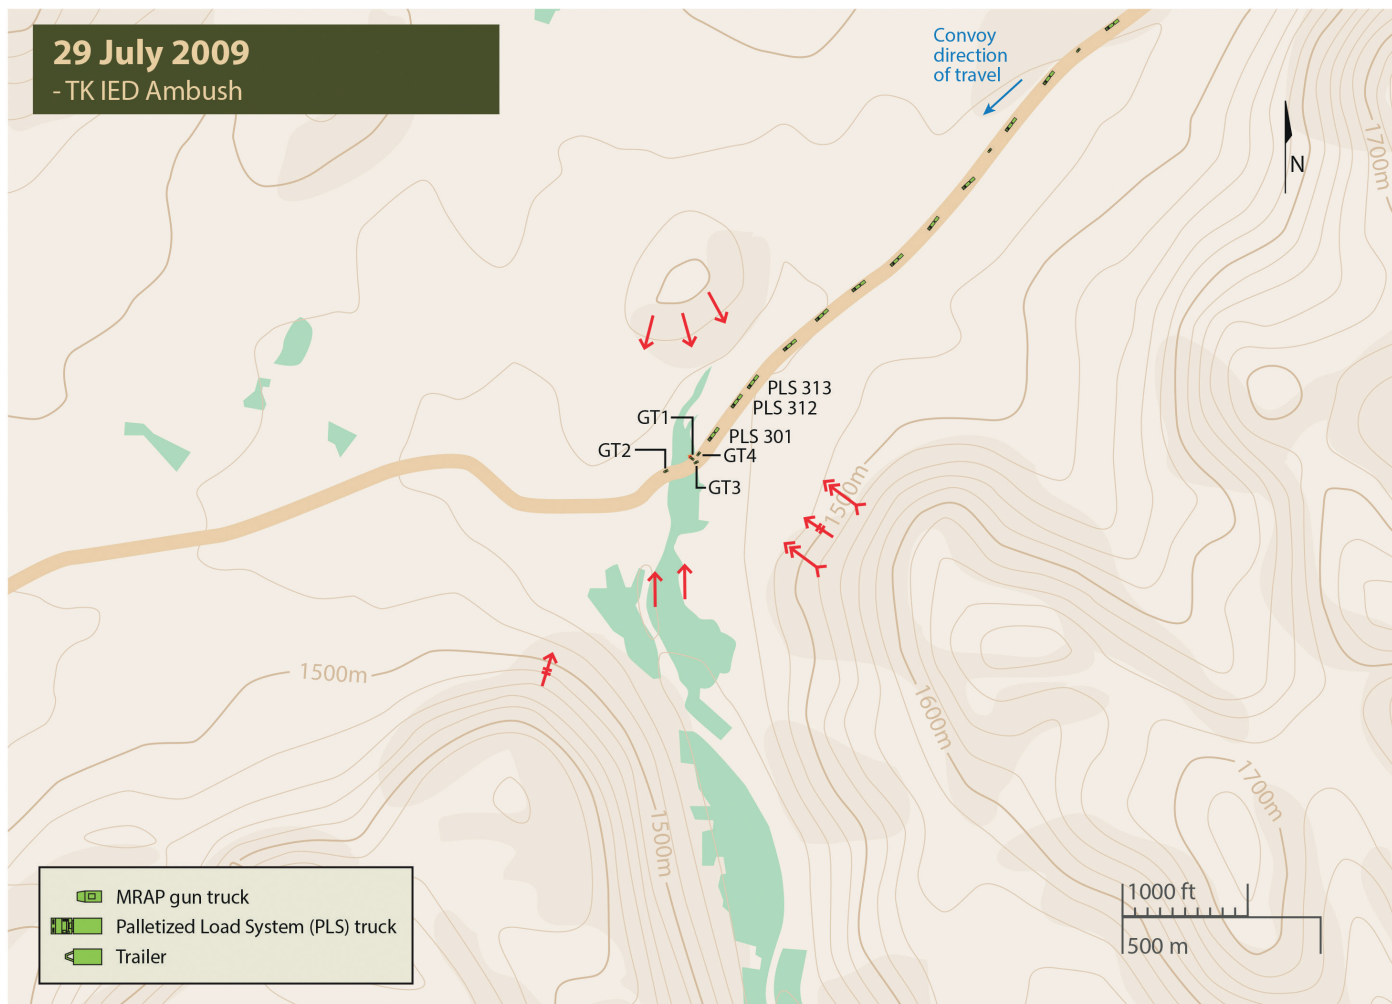 29 July 2009
- TK IED Ambush
Convoy
direction
of travel
1700m
N
PLS 313
PLS 312
GT1
PLS 301
GT2
GT4
GT3
1500m
1500m
1600m
1700m
1500m
MRAP gun truck
Palletized Load System (PLS) truck
Trailer
1000 ft
500 m